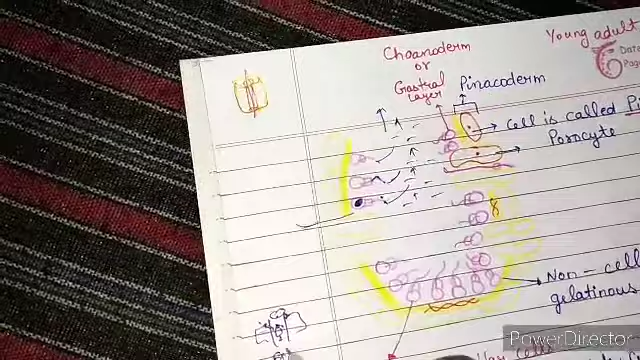 Young adult
Date
Page
Choanoderm
or
Gastral
layer
Pinacoderm
Cell is called
Porocyte
Non-cell
gelatinous
PowerDirector